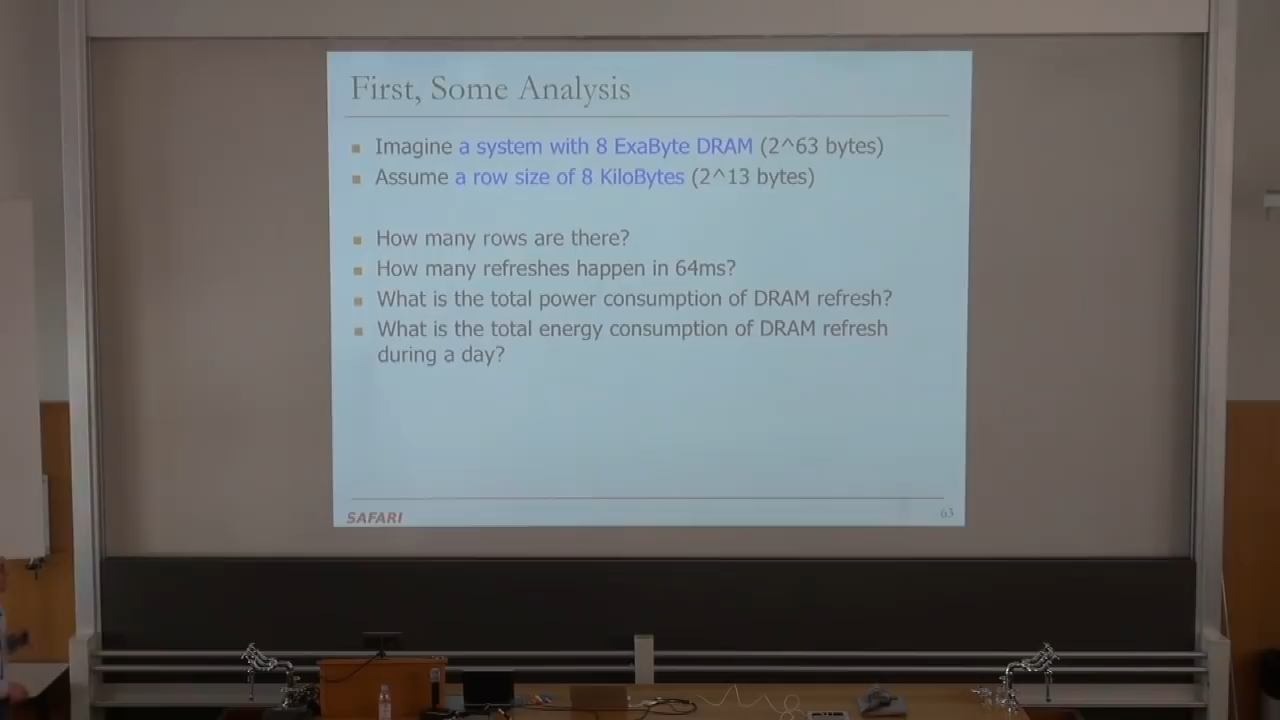 First, Some Analysis
Imagine a system with 8 ExaByte DRAM (2^63 bytes)
Assume a row size of 8 KiloBytes (2^13 bytes)
How many rows are there?
How many refreshes happen in 64ms?
What is the total power consumption of DRAM refresh?
What is the total energy consumption of DRAM refresh
during a day?
SAFARI
63